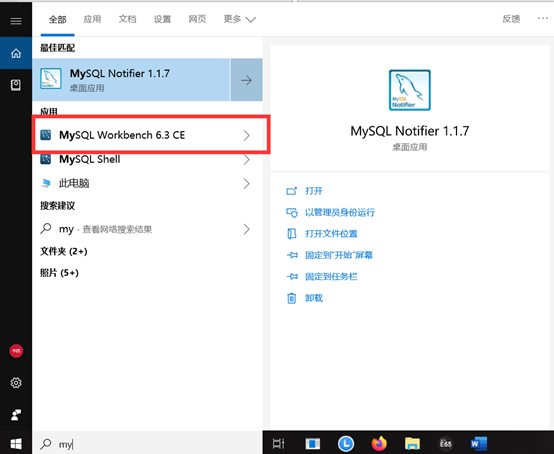 全部
应用
文档
设置
网页
更多
反馈
...
最佳匹配
MySQL Notifier 1.1.7
桌面应用
应用
MySQL Workbench 6.3 CE
MySQL Shell
此电脑
搜索建议
my - 查看网络搜索结果
文件夹 (2+)
照片 (5+)
MySQL
Notifier
MySQL Notifier 1.1.7
桌面应用
打开
以管理员身份运行
打开文件位置
固定到"开始"屏幕
固定到任务栏
卸载
my
E65
W